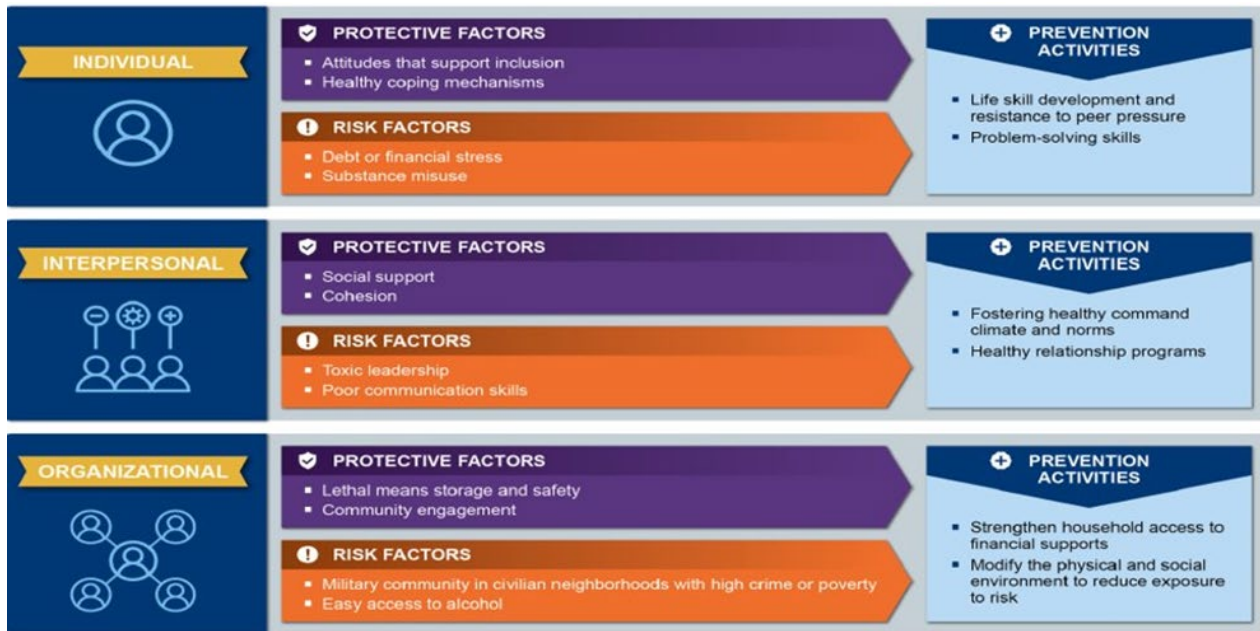 INDIVIDUAL
PROTECTIVE FACTORS
▪ Attitudes that support inclusion
▪ Healthy coping mechanisms
RISK FACTORS
▪ Debt or financial stress
▪ Substance misuse
PREVENTION
ACTIVITIES
▪ Life skill development and
resistance to peer pressure
▪ Problem-solving skills
INTERPERSONAL
PROTECTIVE FACTORS
▪ Social support
▪ Cohesion
RISK FACTORS
▪ Toxic leadership
▪ Poor communication skills
PREVENTION
ACTIVITIES
▪ Fostering healthy command
climate and norms
▪ Healthy relationship programs
ORGANIZATIONAL
PROTECTIVE FACTORS
▪ Lethal means storage and safety
▪ Community engagement
RISK FACTORS
▪ Military community in civilian neighborhoods with high crime or poverty
▪ Easy access to alcohol
PREVENTION
ACTIVITIES
▪ Strengthen household access to
financial supports
▪ Modify the physical and social
environment to reduce exposure
to risk